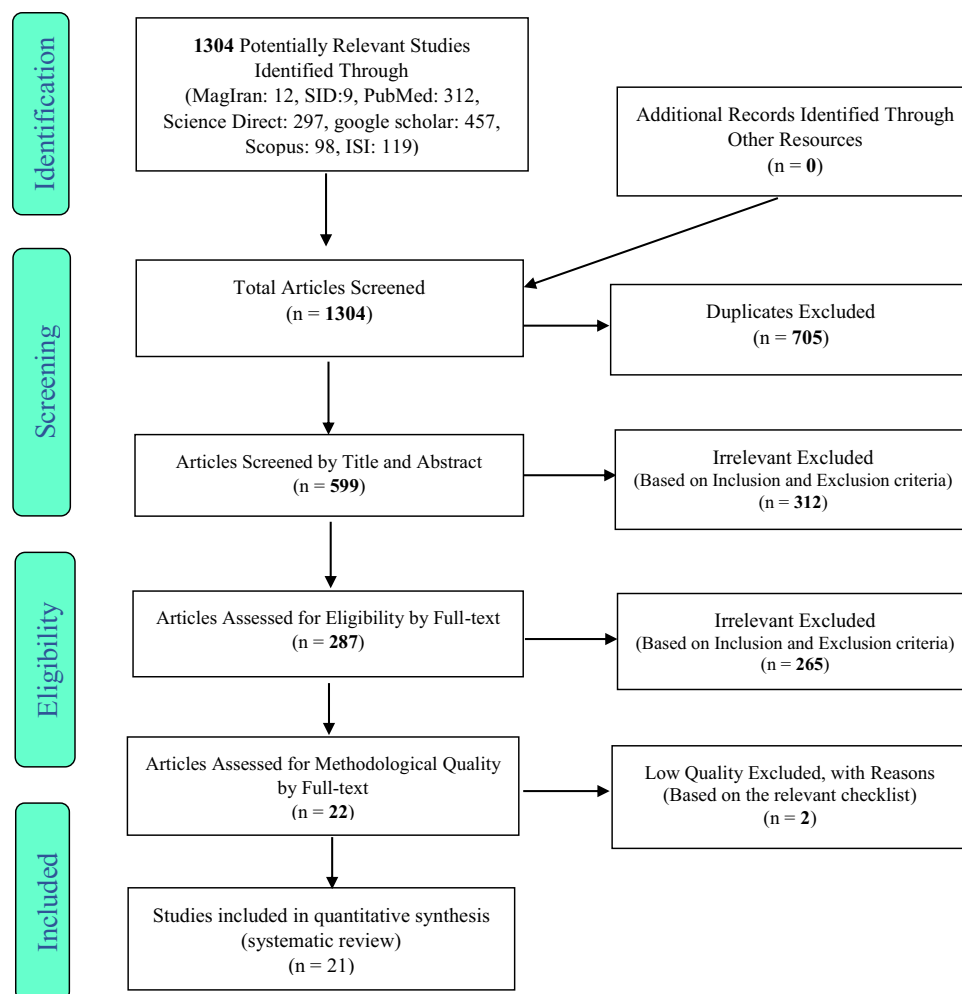 Identification
1304 Potentially Relevant Studies
Identified Through
(MagIran: 12, SID:9, PubMed: 312,
Science Direct: 297, google scholar: 457,
Scopus: 98, ISI: 119)
Additional Records Identified Through
Other Resources
(n = 0)
Screening
Total Articles Screened
(n = 1304)
Duplicates Excluded
(n = 705)
Articles Screened by Title and Abstract
(n = 599)
Irrelevant Excluded
(Based on Inclusion and Exclusion criteria)
n = 312)
Eligibility
Articles Assessed for Eligibility by Full-text
(n = 287)
Irrelevant Excluded
(Based on Inclusion and Exclusion criteria)
n = 265)
Articles Assessed for Methodological Quality
by Full-text
(n = 22)
Low Quality Excluded, with Reasons
(Based on the relevant checklist)
(n = 2)
Included
Studies included in quantitative synthesis
(systematic review)
(n = 21)